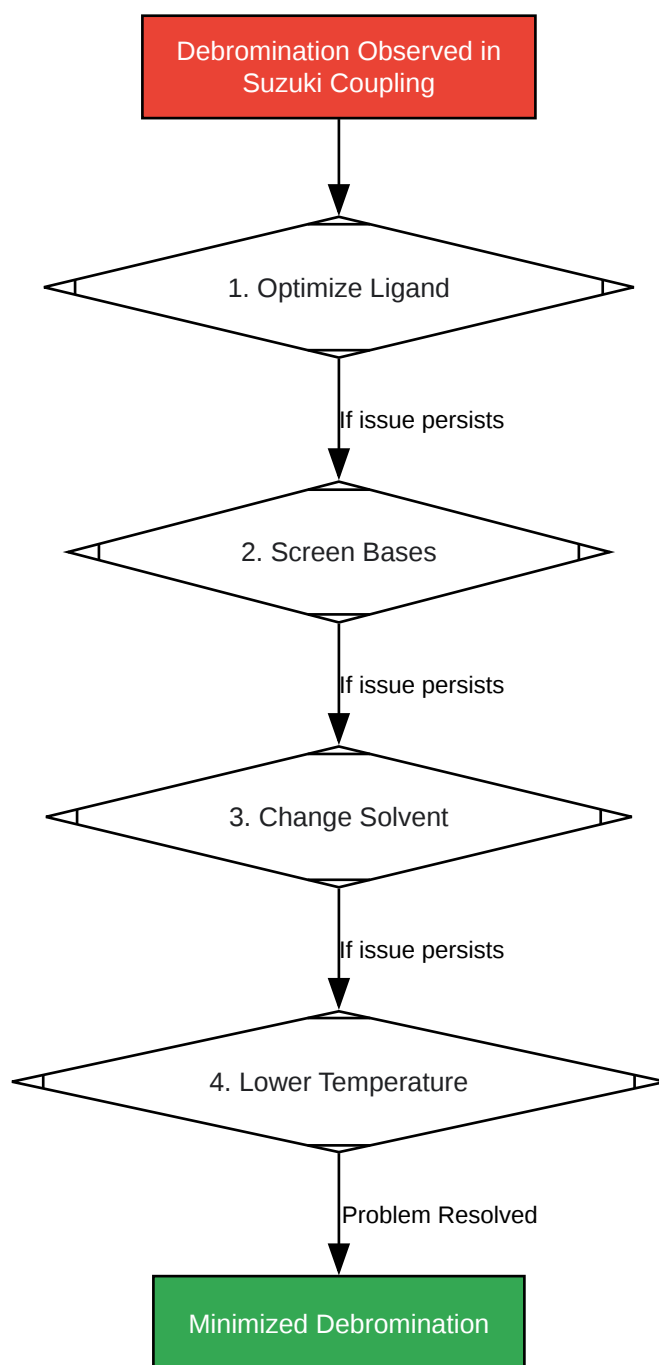 Debromination Observed in
Suzuki Coupling
1. Optimize Ligand
If issue persists
2. Screen Bases
If issue persists
3. Change Solvent
If issue persists
4. Lower Temperature
Problem Resolved
Minimized Debromination